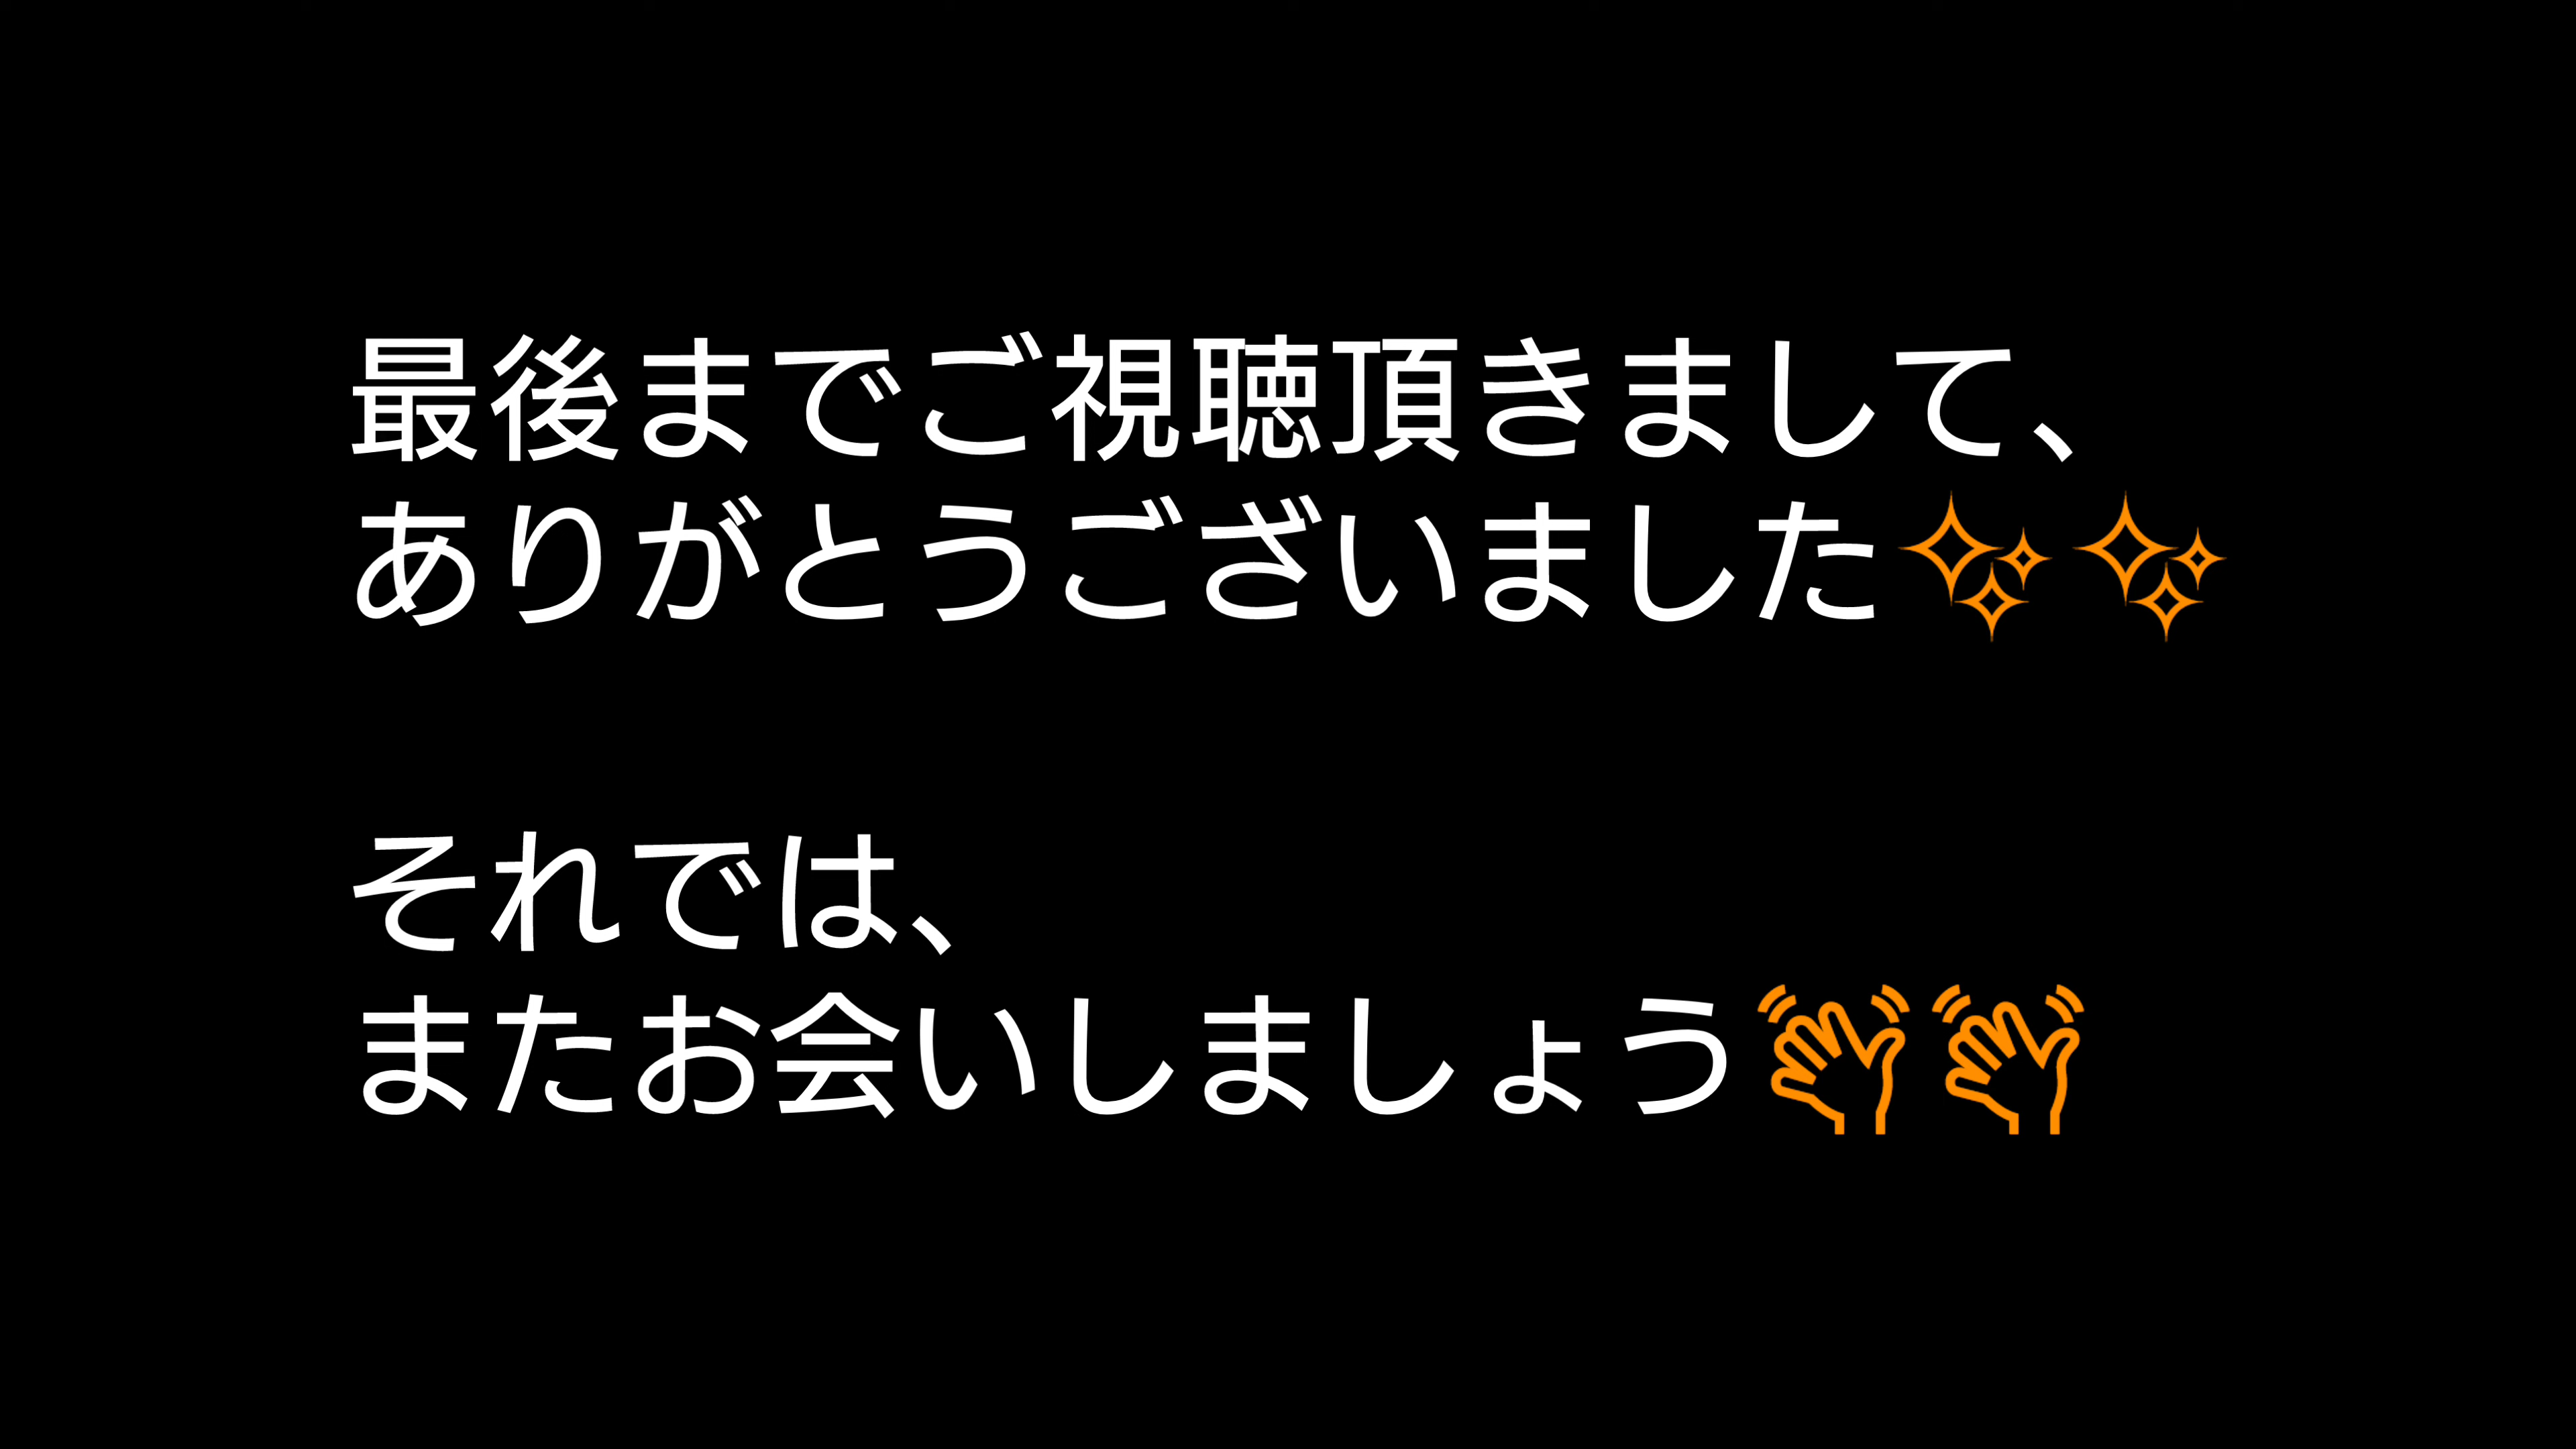 最後までご視聴頂きまして、
ありがとうございました✨✨
それでは、
またお会いしましょう👋👋